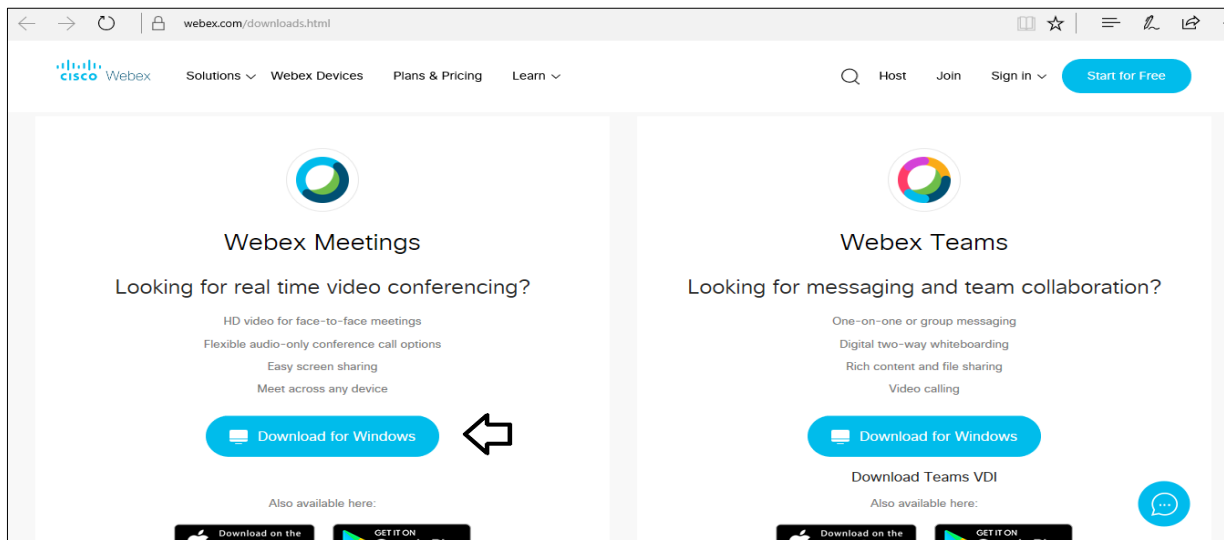 webex.com/downloads.html
CISCO Webex Solutions Webex Devices Plans & Pricing Learn Host Join Sign in Start for Free
Webex Meetings
Looking for real time video conferencing?
HD video for face-to-face meetings
Flexible audio-only conference call options
Easy screen sharing
Meet across any device
Download for Windows
Also available here:
Download on the
GET IT ON
Webex Teams
Looking for messaging and team collaboration?
One-on-one or group messaging
Digital two-way whiteboarding
Rich content and file sharing
Video calling
Download for Windows
Download Teams VDI
Also available here:
Download on the
GET IT ON